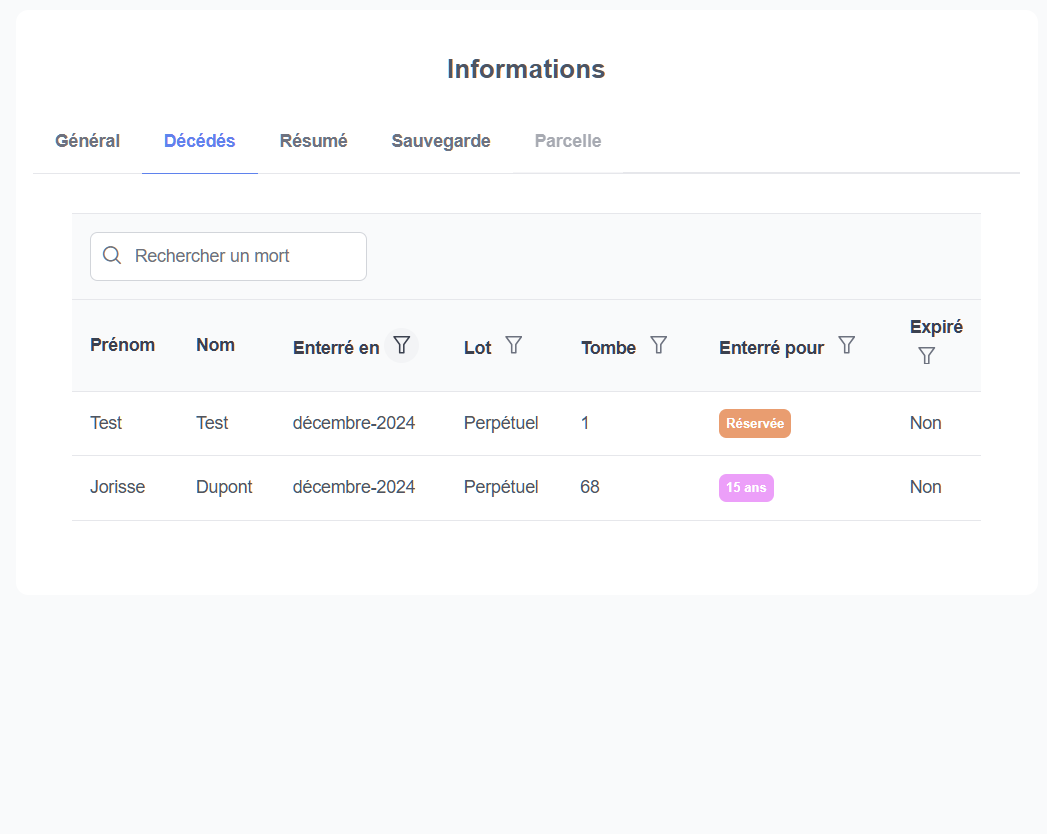 Informations
Général Décédés Résumé Sauvegarde Parcelle
Rechercher un mort
Prénom Nom Enterré en Lot Tombe Enterré pour Expiré
Test Test décembre-2024 Perpétuel 1 Réservée Non
Jorisse Dupont décembre-2024 Perpétuel 68 15 ans Non